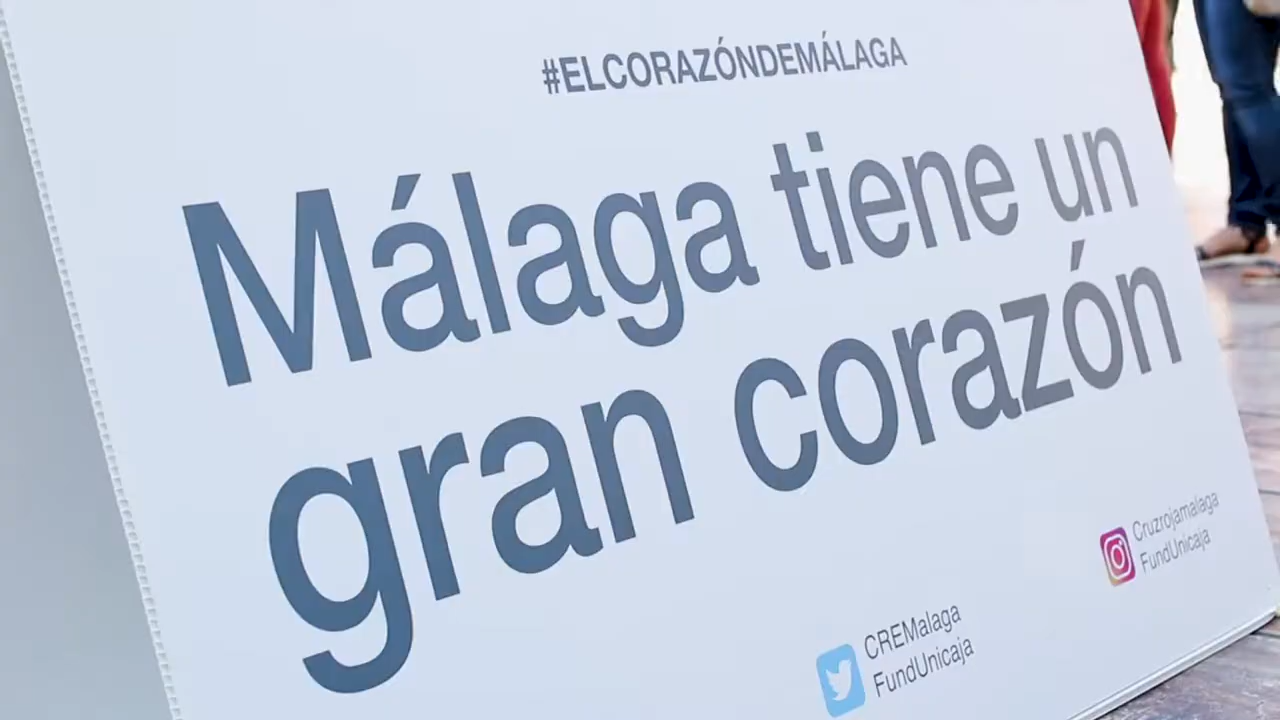 #ELCORAZÓNDEMÁLAGA
Málaga tiene un
gran corazón
Cruzrojamalaga
FundUnicaja
CREMalaga
FundUnicaja